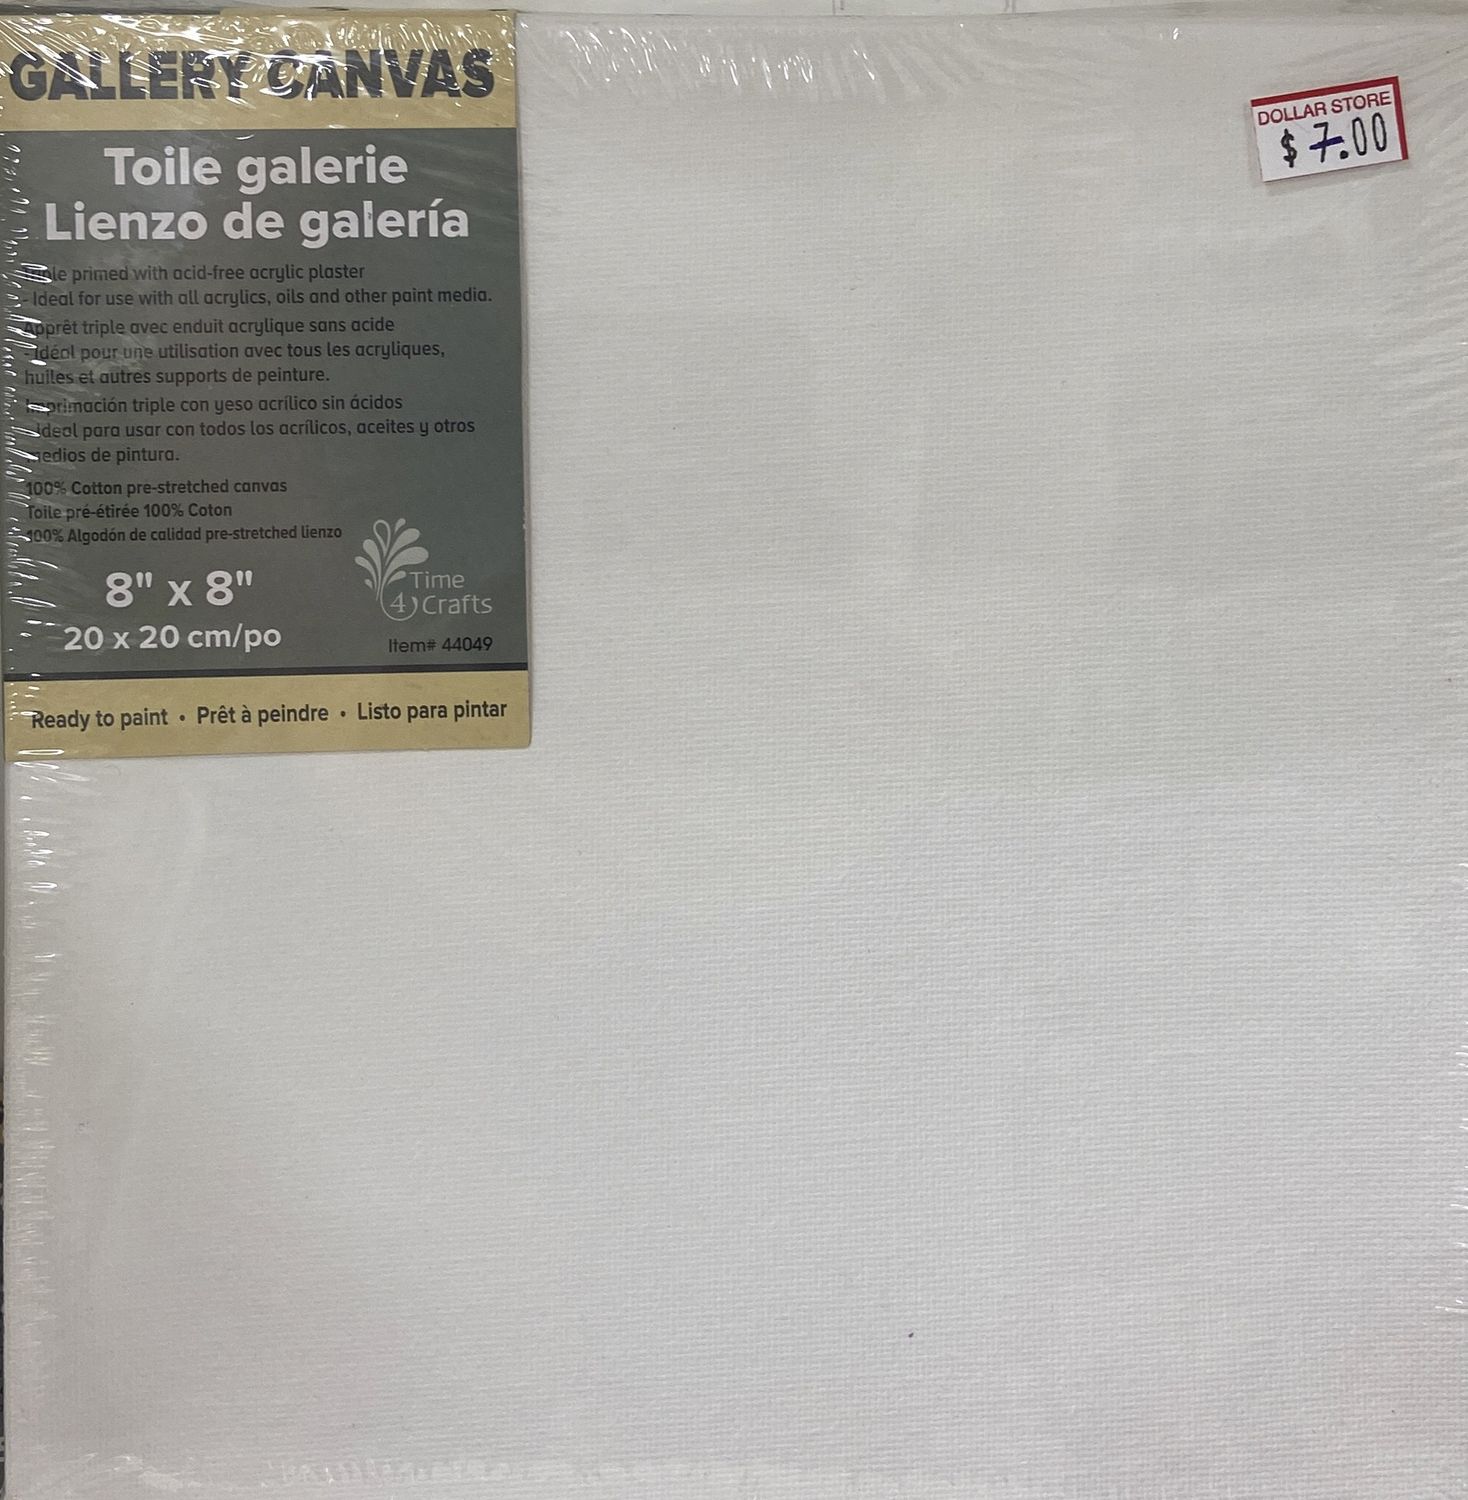 GALLERY CANVAS
Toile galerie
Lienzo de galería
Triple primed with acid-free acrylic plaster
- Ideal for use with all acrylics, oils and other paint media.
Apprêt triple avec enduit acrylique sans acide
- Idéal pour une utilisation avec tous les acryliques,
huiles et autres supports de peinture.
Imprimación triple con yeso acrílico sin ácidos
- Ideal para usar con todos los acrílicos, aceites y otros
medios de pintura.
100% Cotton pre-stretched canvas
Toile pré-étirée 100% Coton
100% Algodón de calidad pre-stretched lienzo
8" x 8"
20 x 20 cm/po
Time
4 Crafts
Item# 44049
Ready to paint • Prêt à peindre • Listo para pintar
DOLLAR STORE
$ 7.00